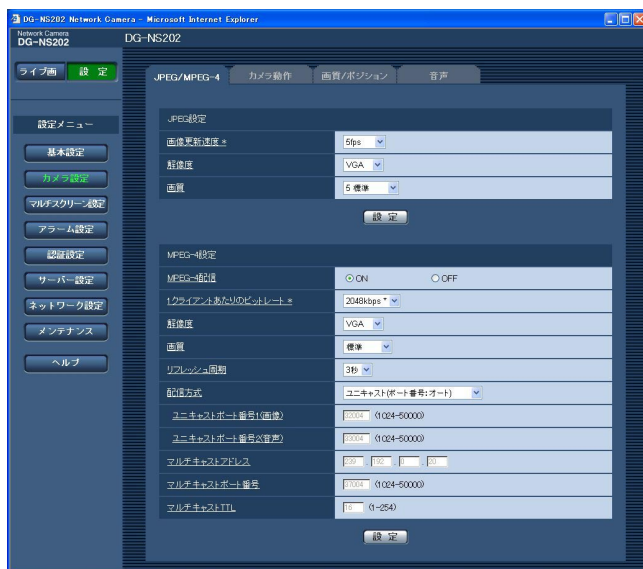 DG-NS202 Network Camera - Microsoft Internet Explorer
Network Camera
DG-NS202
DG-NS202
ライブ画 設定
設定メニュー
基本設定
カメラ設定
マルチスクリーン設定
アラーム設定
認証設定
サーバー設定
ネットワーク設定
メンテナンス
ヘルプ
JPEG/MPEG-4 カメラ動作 画質/ポジション 音声
JPEG設定
画像更新速度* 5fps
解像度 VGA
画質 5 標準
設定
MPEG-4設定
MPEG-4配信 ON OFF
1クライアントあたりのビットレート* 2048kbps *
解像度 VGA
画質 標準
リフレッシュ周期 3秒
配信方式 ユニキャスト(ポート番号:オート)
ユニキャストポート番号1(画像) 32004 (1024-50000)
ユニキャストポート番号2(音声) 33004 (1024-50000)
マルチキャストアドレス 239 . 192 . 0 . 20
マルチキャストポート番号 37004 (1024-50000)
マルチキャストTTL 16 (1-254)
設定